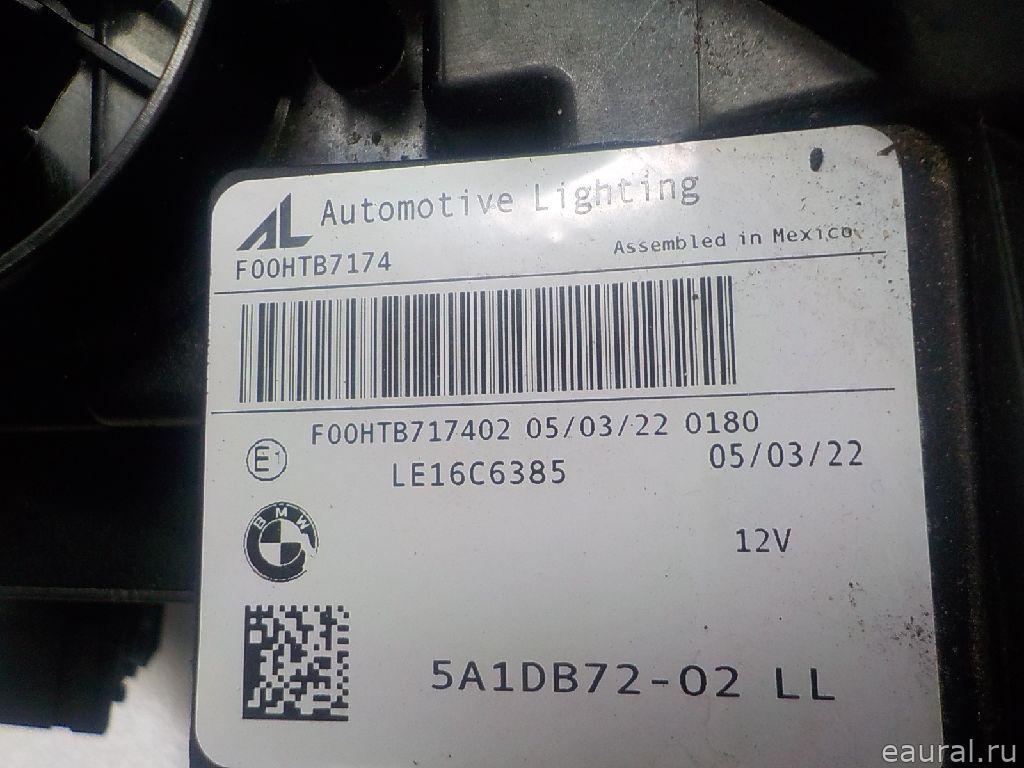 AL Automotive Lighting
F00HTB7174
Assembled in Mexico
F00HTB717402 05/03/22 0180
E1
LE16C6385
05/03/22
BMW
12V
5A1DB72-02 LL
eaural.ru